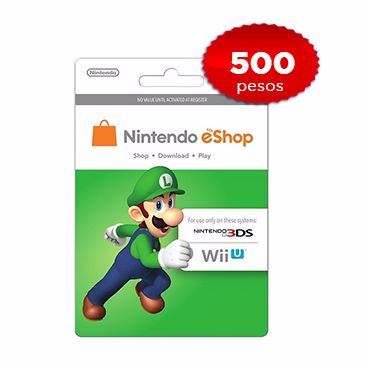 500
pesos
Nintendo
NO VALUE UNTIL ACTIVATED AT REGISTER
Nintendo eShop
Shop • Download • Play
L
For use only on these systems:
NINTENDO 3DS
Wii U